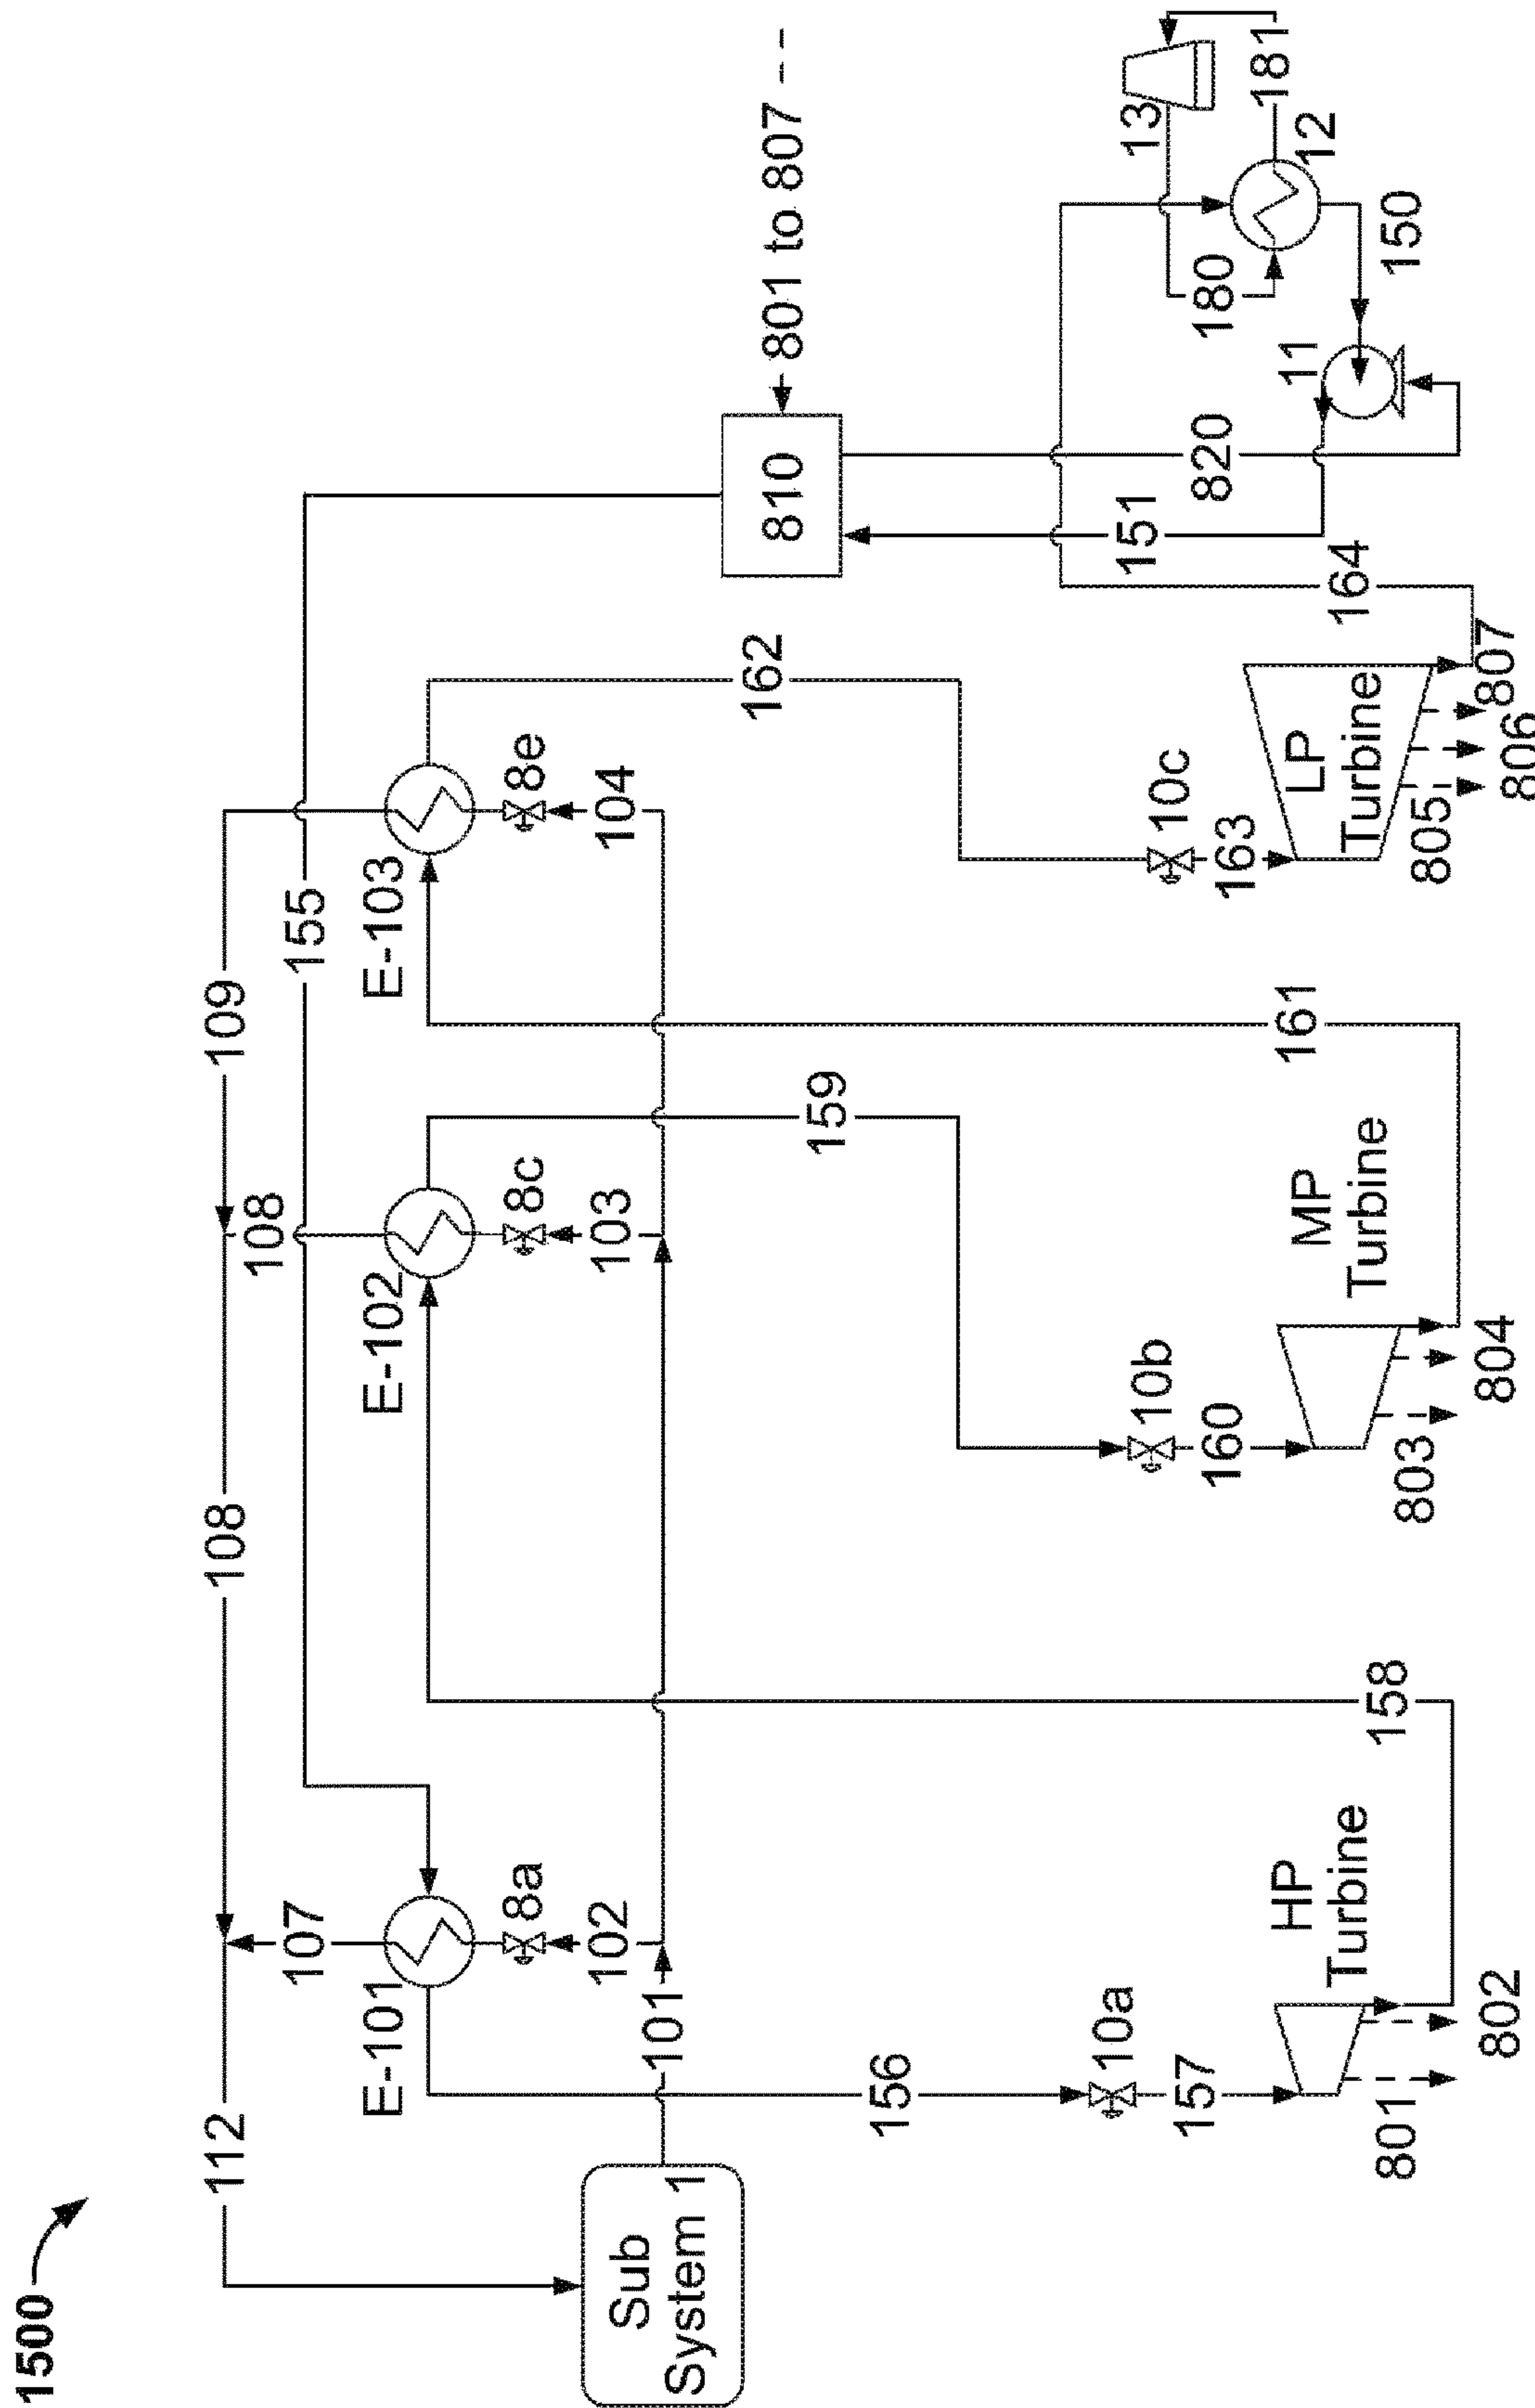 1500
112
108
109
107
108
155
E-101
E-102
E-103
8a
8c
8e
102
103
104
Sub
System 1
101
162
159
156
810
801 to 807
10a
10b
10c
157
160
163
151
820
180
13
181
12
11
150
164
HP
Turbine
MP
Turbine
LP
Turbine
158
161
801
802
803
804
805
806
807